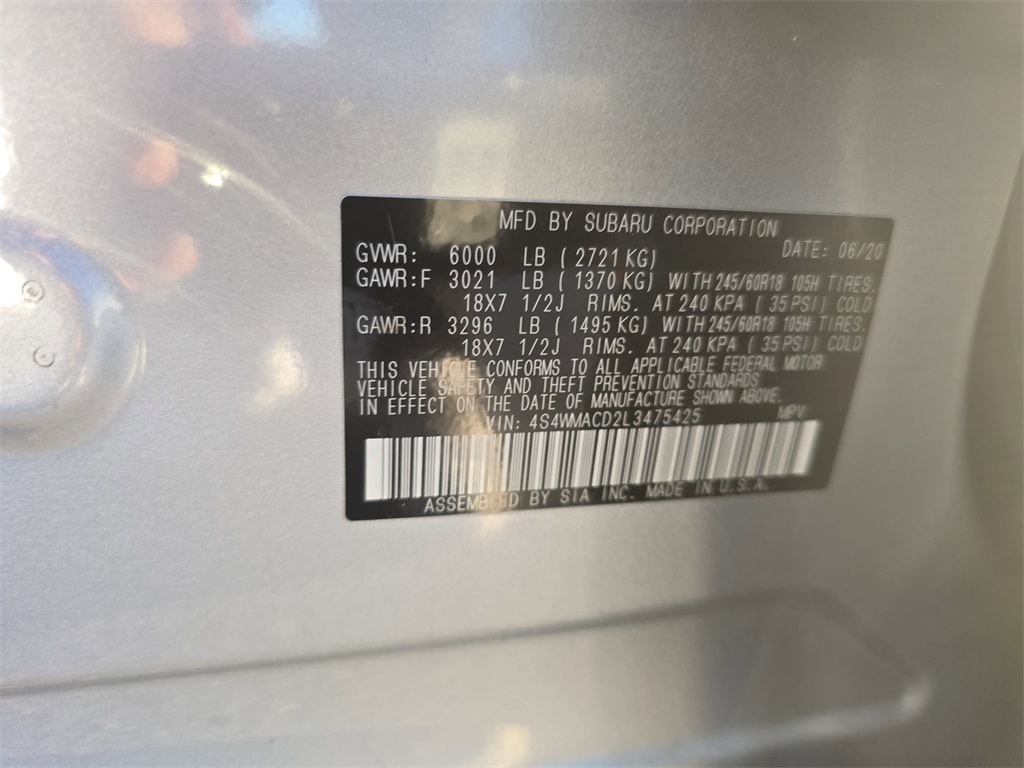 MFD BY SUBARU CORPORATION
DATE: 06/20
GVWR: 6000 LB ( 2721 KG)
GAWR:F 3021 LB ( 1370 KG) WITH 245/60R18 105H TIRES.
18X7 1/2J RIMS. AT 240 KPA ( 35 PSI) COLD
GAWR:R 3296 LB ( 1495 KG) WITH 245/60R18 105H TIRES.
18X7 1/2J RIMS. AT 240 KPA ( 35 PSI) COLD
THIS VEHICLE CONFORMS TO ALL APPLICABLE FEDERAL MOTOR
VEHICLE SAFETY AND THEFT PREVENTION STANDARDS
IN EFFECT ON THE DATE OF MANUFACTURE SHOWN ABOVE.
VIN: 4S4WMACD2L3475425 MPV
ASSEMBLED BY SIA INC. MADE IN U.S.A.